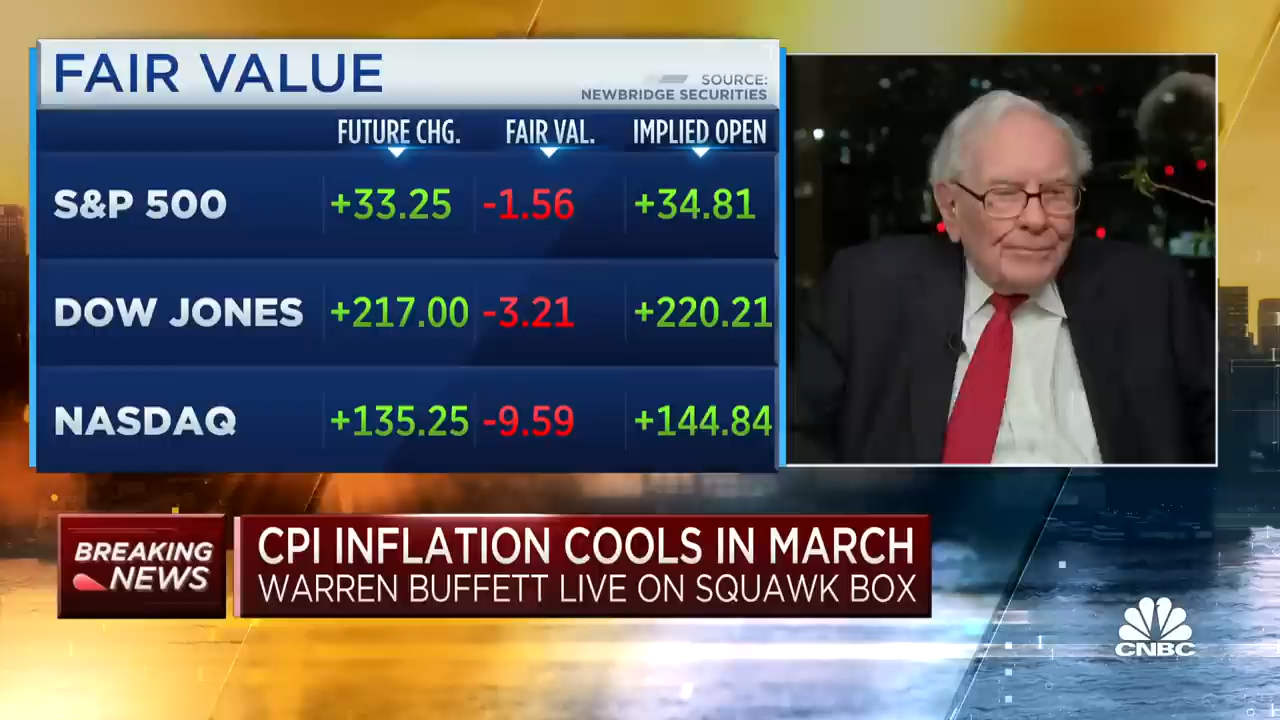 FAIR VALUE
SOURCE:
NEWBRIDGE SECURITIES
FUTURE CHG. FAIR VAL. IMPLIED OPEN
S&P 500 +33.25 -1.56 +34.81
DOW JONES +217.00 -3.21 +220.21
NASDAQ +135.25 -9.59 +144.84
BREAKING
NEWS
CPI INFLATION COOLS IN MARCH
WARREN BUFFETT LIVE ON SQUAWK BOX
CNBC